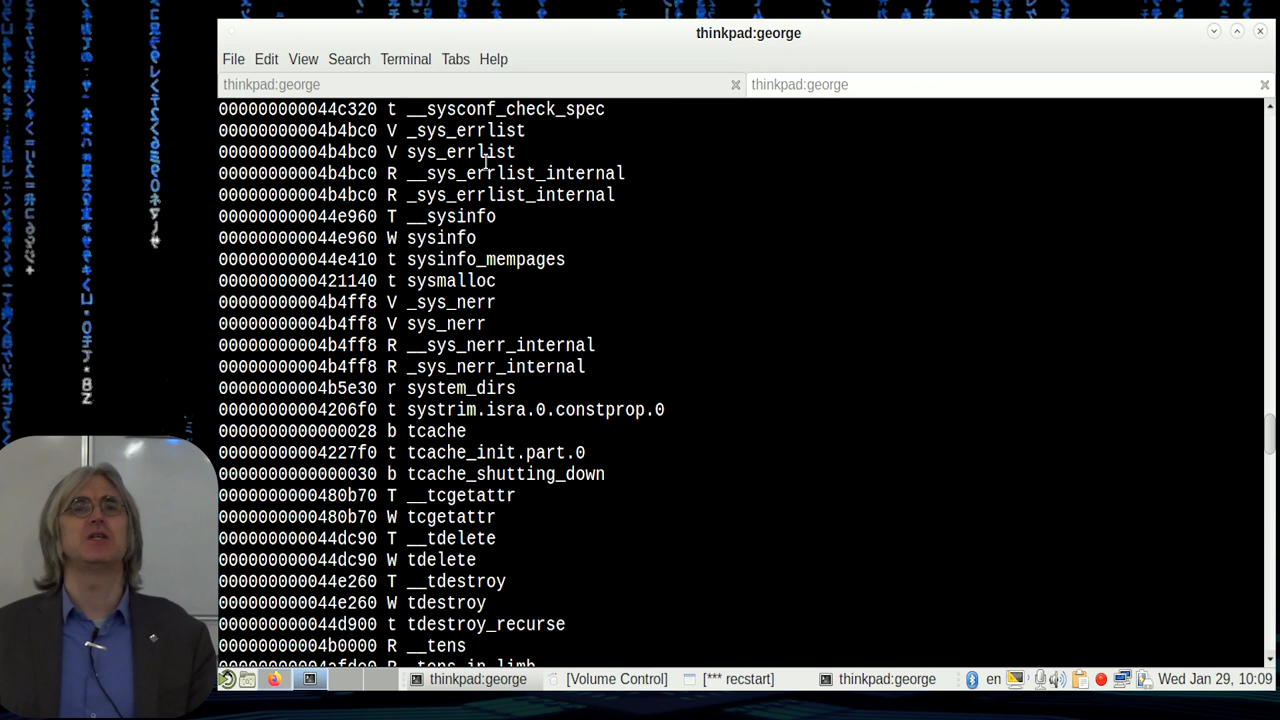 thinkpad:george
File Edit View Search Terminal Tabs Help
thinkpad:george thinkpad:george
000000000044c320 t __sysconf_check_spec
00000000004b4bc0 V _sys_errlist
00000000004b4bc0 V sys_errlist
00000000004b4bc0 R __sys_errlist_internal
00000000004b4bc0 R _sys_errlist_internal
000000000044e960 T __sysinfo
000000000044e960 W sysinfo
000000000044e410 t sysinfo_mempages
0000000000421140 t sysmalloc
00000000004b4ff8 V _sys_nerr
00000000004b4ff8 V sys_nerr
00000000004b4ff8 R __sys_nerr_internal
00000000004b4ff8 R _sys_nerr_internal
00000000004b5e30 r system_dirs
00000000004206f0 t systrim.isra.0.constprop.0
0000000000000028 b tcache
00000000004227f0 t tcache_init.part.0
0000000000000030 b tcache_shutting_down
0000000000480b70 T __tcgetattr
0000000000480b70 W tcgetattr
000000000044dc90 T __tdelete
000000000044dc90 W tdelete
000000000044e260 T __tdestroy
000000000044e260 W tdestroy
000000000044d900 t tdestroy_recurse
00000000004b0000 R __tens
thinkpad:george [Volume Control] [*** recstart] thinkpad:george en Wed Jan 29, 10:09